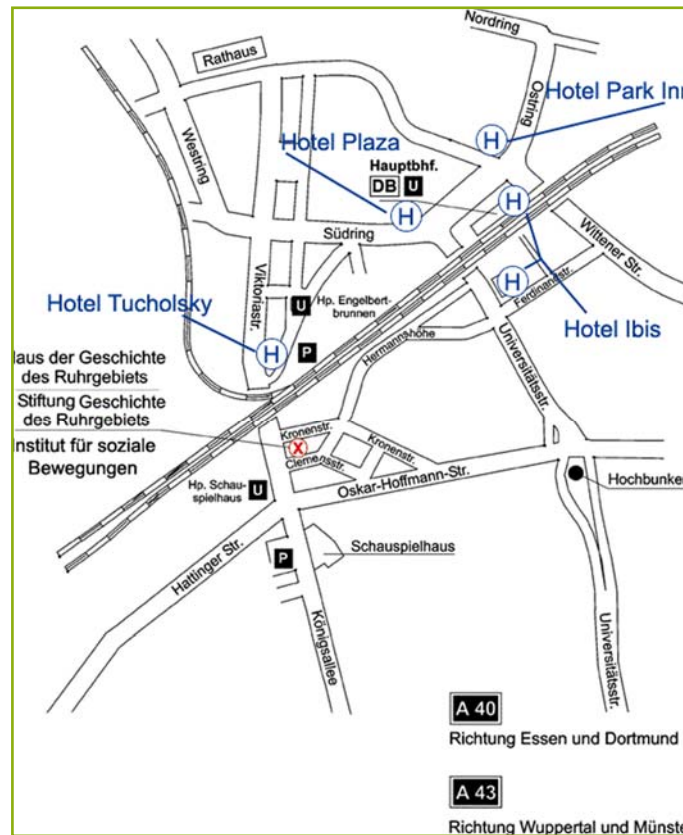 Nordring
Rathaus
Ostring
Hotel Park Inn
H
Hotel Plaza
Westring
Hauptbhf.
DB U
H
H
Südring
Wittener Str.
Viktoriastr.
H
Ferdinandstr.
Hotel Tucholsky
U
Hp. Engelbert-
brunnen
Hotel Ibis
H
P
Hermannshöhe
Universitätsstr.
Haus der Geschichte
des Ruhrgebiets
Stiftung Geschichte
des Ruhrgebiets
Institut für soziale
Bewegungen
Kronenstr.
X
Kronenstr.
Clemensstr.
Hp. Schau-
spielhaus
U
Oskar-Hoffmann-Str.
Hochbunker
Hattinger Str.
P
Schauspielhaus
Königsallee
Universitätsstr.
A 40
Richtung Essen und Dortmund
A 43
Richtung Wuppertal und Münste